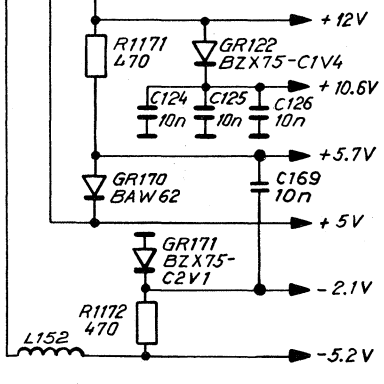 +12V
R1171
470
GR122
BZX75-C1V4
+10.6V
C124
10n
C125
10n
C126
10n
+5.7V
GR170
BAW62
C169
10n
+5V
GR171
BZX75-
C2V1
-2.1V
R1172
470
L152
-5.2V